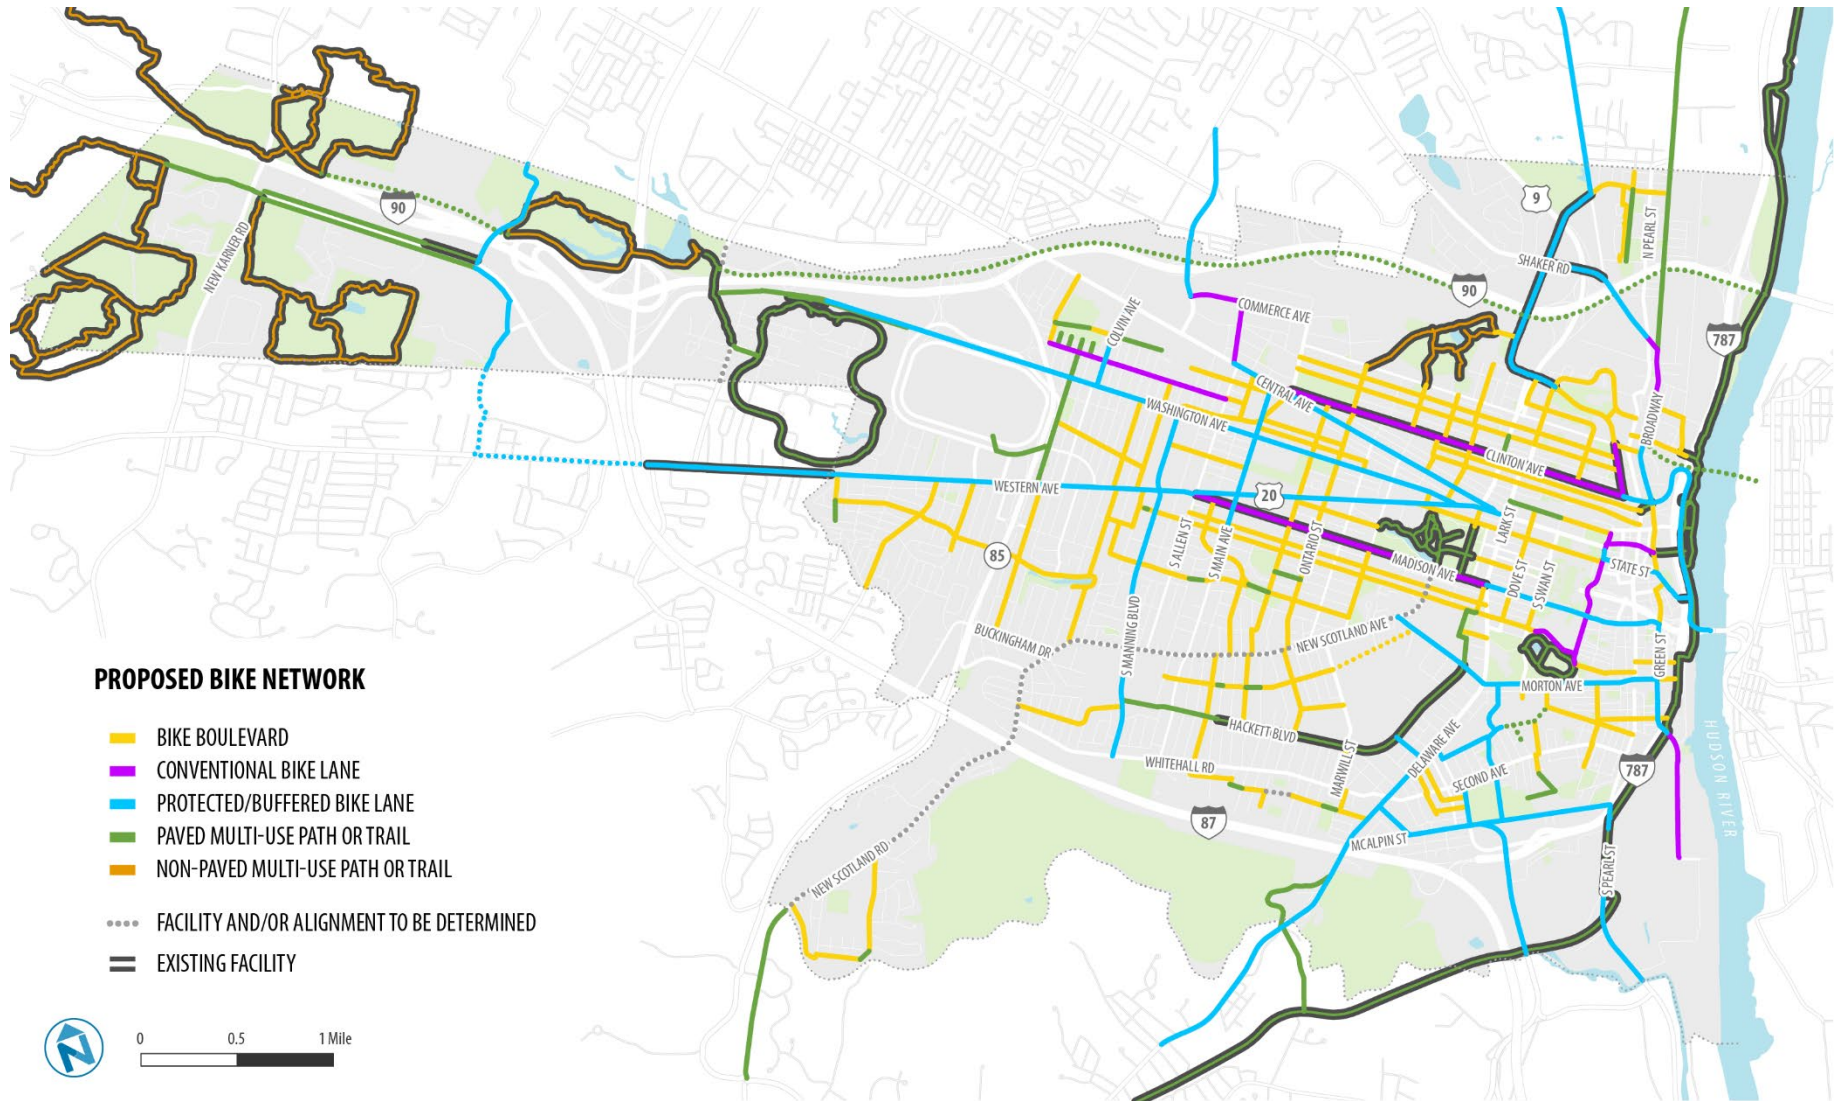 9
N PEARL ST
90
NEW KARNER RD
SHAKER RD
90
COMMERCE AVE
COLVIN AVE
787
CENTRAL AVE
WASHINGTON AVE
BROADWAY
CLINTON AVE
WESTERN AVE
20
LARK ST
S ALLEN ST
S MAIN AVE
ONTARIO ST
85
MADISON AVE
DOVE ST
S SWAN ST
STATE ST
BUCKINGHAM DR
S MANNING BLVD
NEW SCOTLAND AVE
GREEN ST
MORTON AVE
HACKETT BLVD
DELAWARE AVE
WHITEHALL RD
MARWILL ST
SECOND AVE
787
HUDSON RIVER
87
MCALPIN ST
NEW SCOTLAND RD
S PEARL ST
PROPOSED BIKE NETWORK
BIKE BOULEVARD
CONVENTIONAL BIKE LANE
PROTECTED/BUFFERED BIKE LANE
PAVED MULTI-USE PATH OR TRAIL
NON-PAVED MULTI-USE PATH OR TRAIL
FACILITY AND/OR ALIGNMENT TO BE DETERMINED
EXISTING FACILITY
N
0 0.5 1 Mile